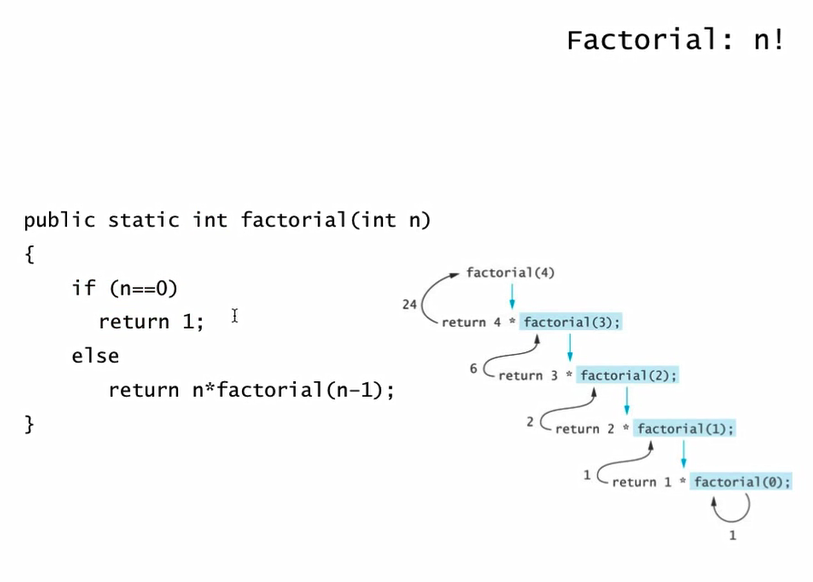 Factorial: n!
public static int factorial(int n)
{
if (n==0)
return 1;
else
return n*factorial(n-1);
}
factorial(4)
24
return 4 * factorial(3);
6
return 3 * factorial(2);
2
return 2 * factorial(1);
1
return 1 * factorial(0);
1